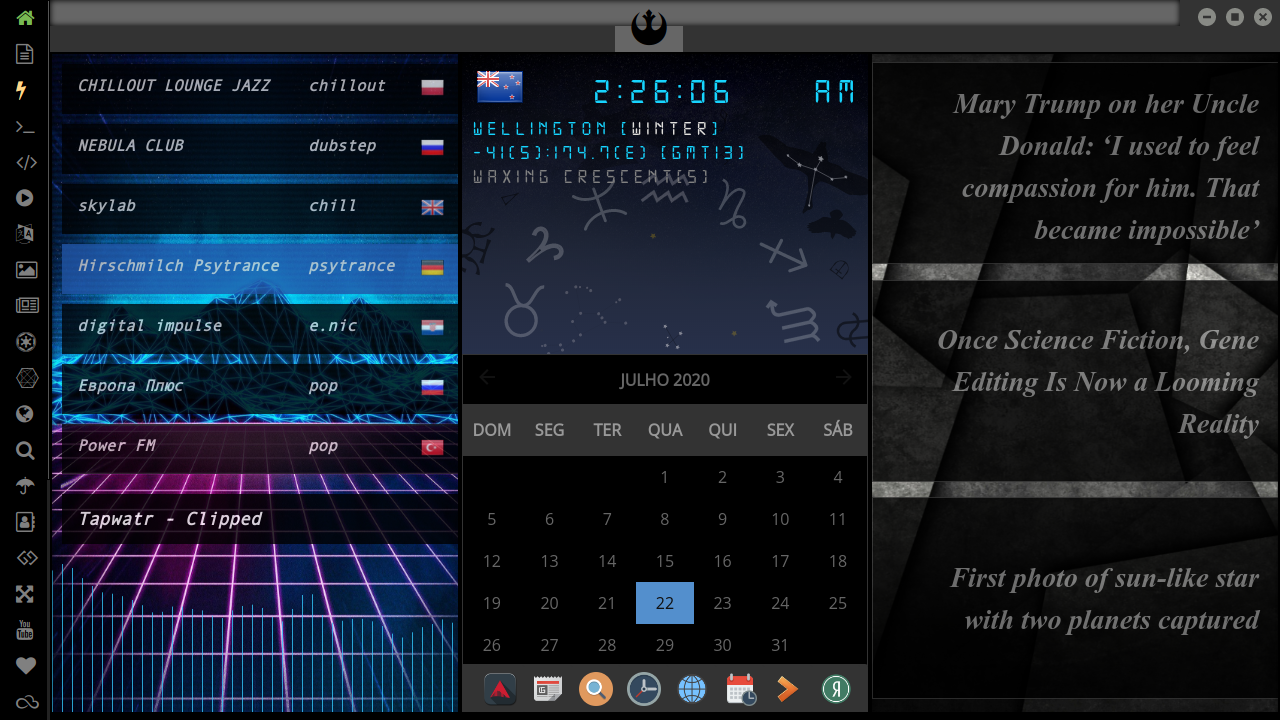 CHILLOUT LOUNGE JAZZ chillout
NEBULA CLUB dubstep
skylab chill
Hirschmilch Psytrance psytrance
digital impulse e.nic
Европа Плюс pop
Power FM pop
Tapwatr - Clipped
2:26:06 AM
WELLINGTON (WINTER)
-41(S):174.7(E) (GMT13)
WAXING CRESCENT(S)
JULHO 2020
DOM SEG TER QUA QUI SEX SÁB
1 2 3 4
5 6 7 8 9 10 11
12 13 14 15 16 17 18
19 20 21 22 23 24 25
26 27 28 29 30 31
Mary Trump on her Uncle
Donald: ‘I used to feel
compassion for him. That
became impossible’
Once Science Fiction, Gene
Editing Is Now a Looming
Reality
First photo of sun-like star
with two planets captured
You
Tube
Я